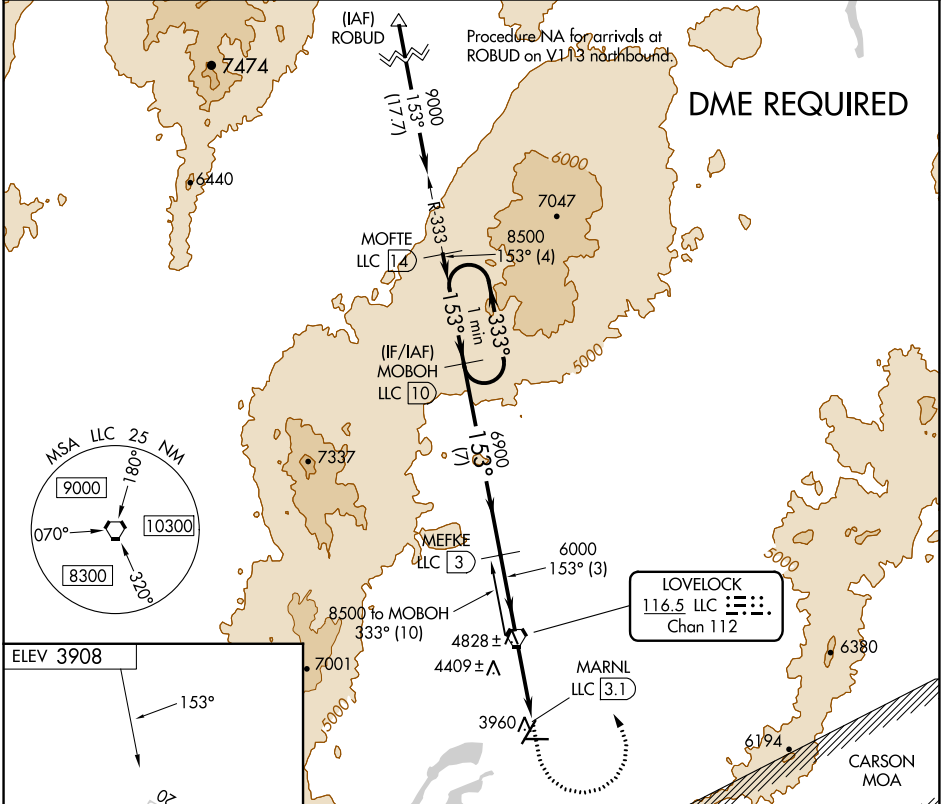 (IAF)
ROBUD
Procedure NA for arrivals at
ROBUD on V113 northbound.
7474
DME REQUIRED
9000
153°
(17.7)
6440
6000
7047
R-333
MOFTE
LLC 14
8500
153° (4)
153°
1 min
333°
(IF/IAF)
MOBOH
LLC 10
5000
6900
153°
(7)
7337
MSA LLC 25 NM
180°
9000
070°
10300
8300
320°
MEFKE
LLC 3
6000
153° (3)
5000
8500 to MOBOH
333° (10)
LOVELOCK
116.5 LLC
Chan 112
4828 ±
4409 ±
7001
6380
MARNL
LLC 3.1
ELEV 3908
153°
5000
3960
6194
CARSON
MOA